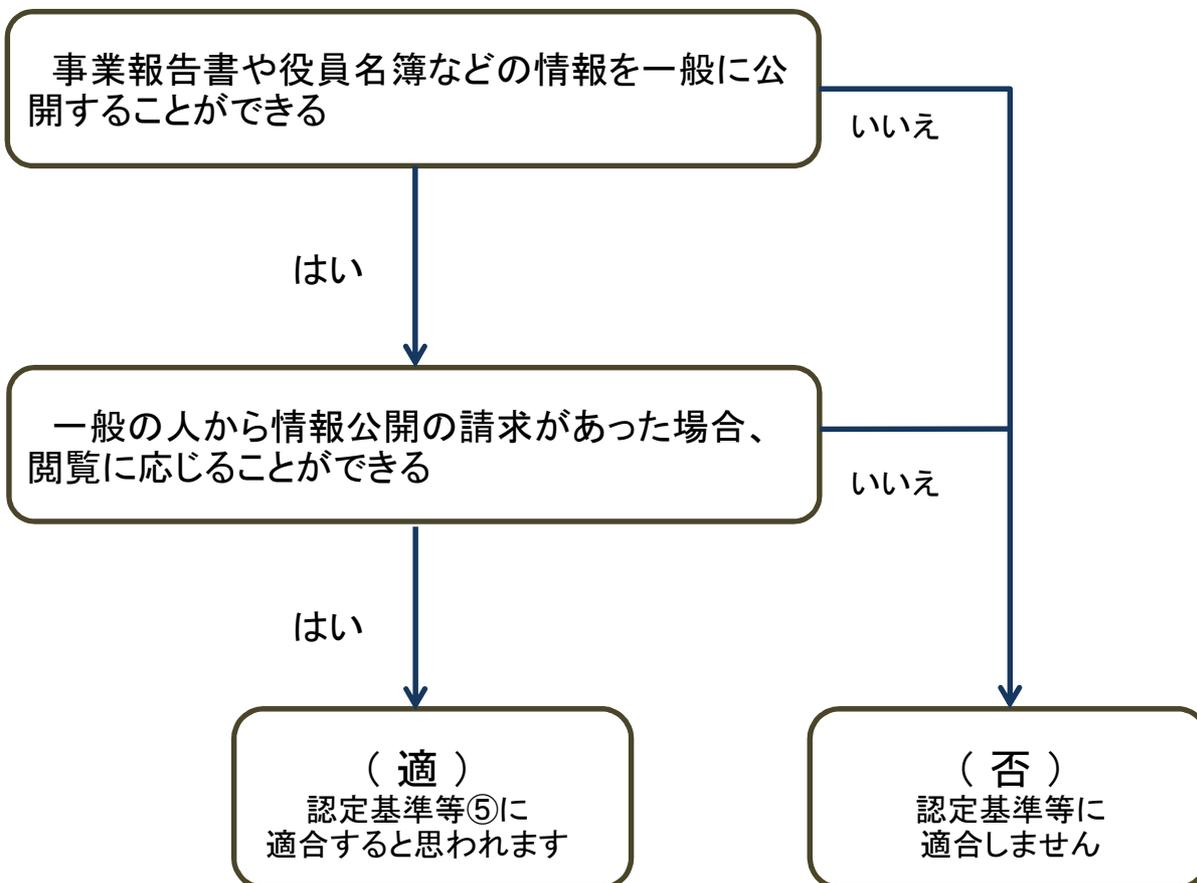 事業報告書や役員名簿などの情報を一般に公
開することができる
いいえ
はい
一般の人から情報公開の請求があった場合、
閲覧に応じることができる
いいえ
はい
（ 適 ）
認定基準等⑤に
適合すると思われます
（ 否 ）
認定基準等に
適合しません